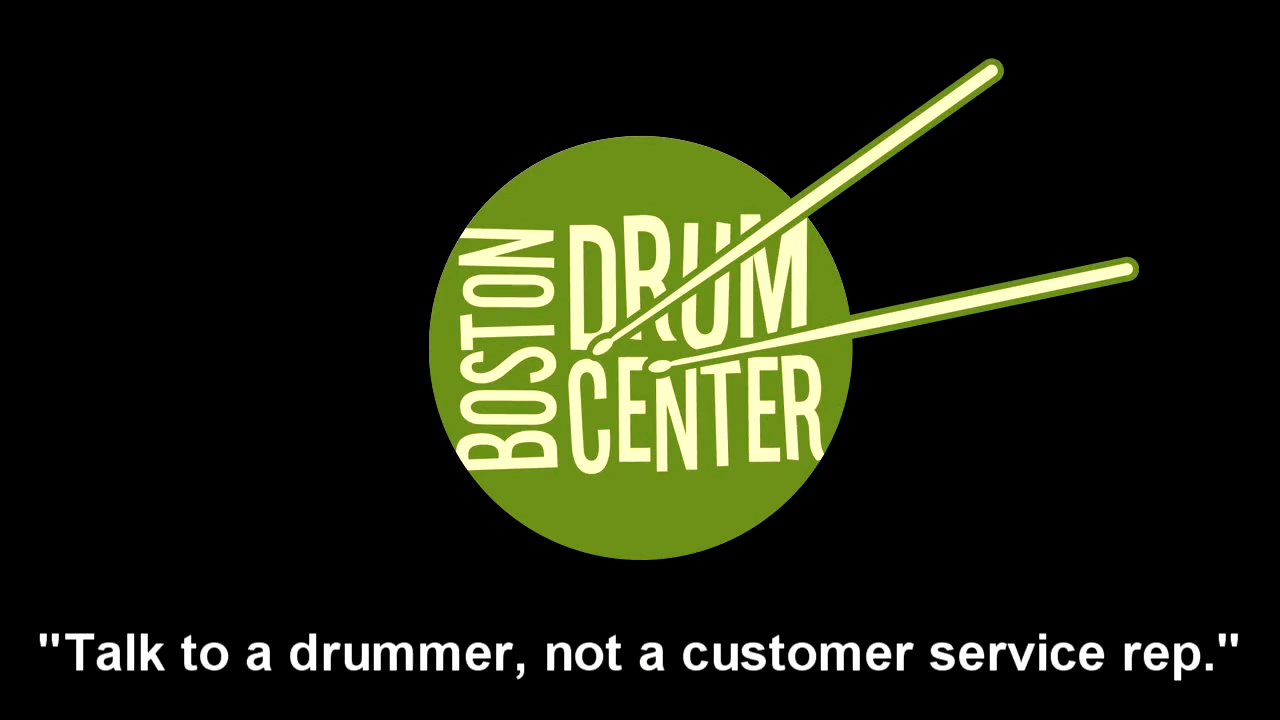 BOSTON
DRUM
CENTER
"Talk to a drummer, not a customer service rep."